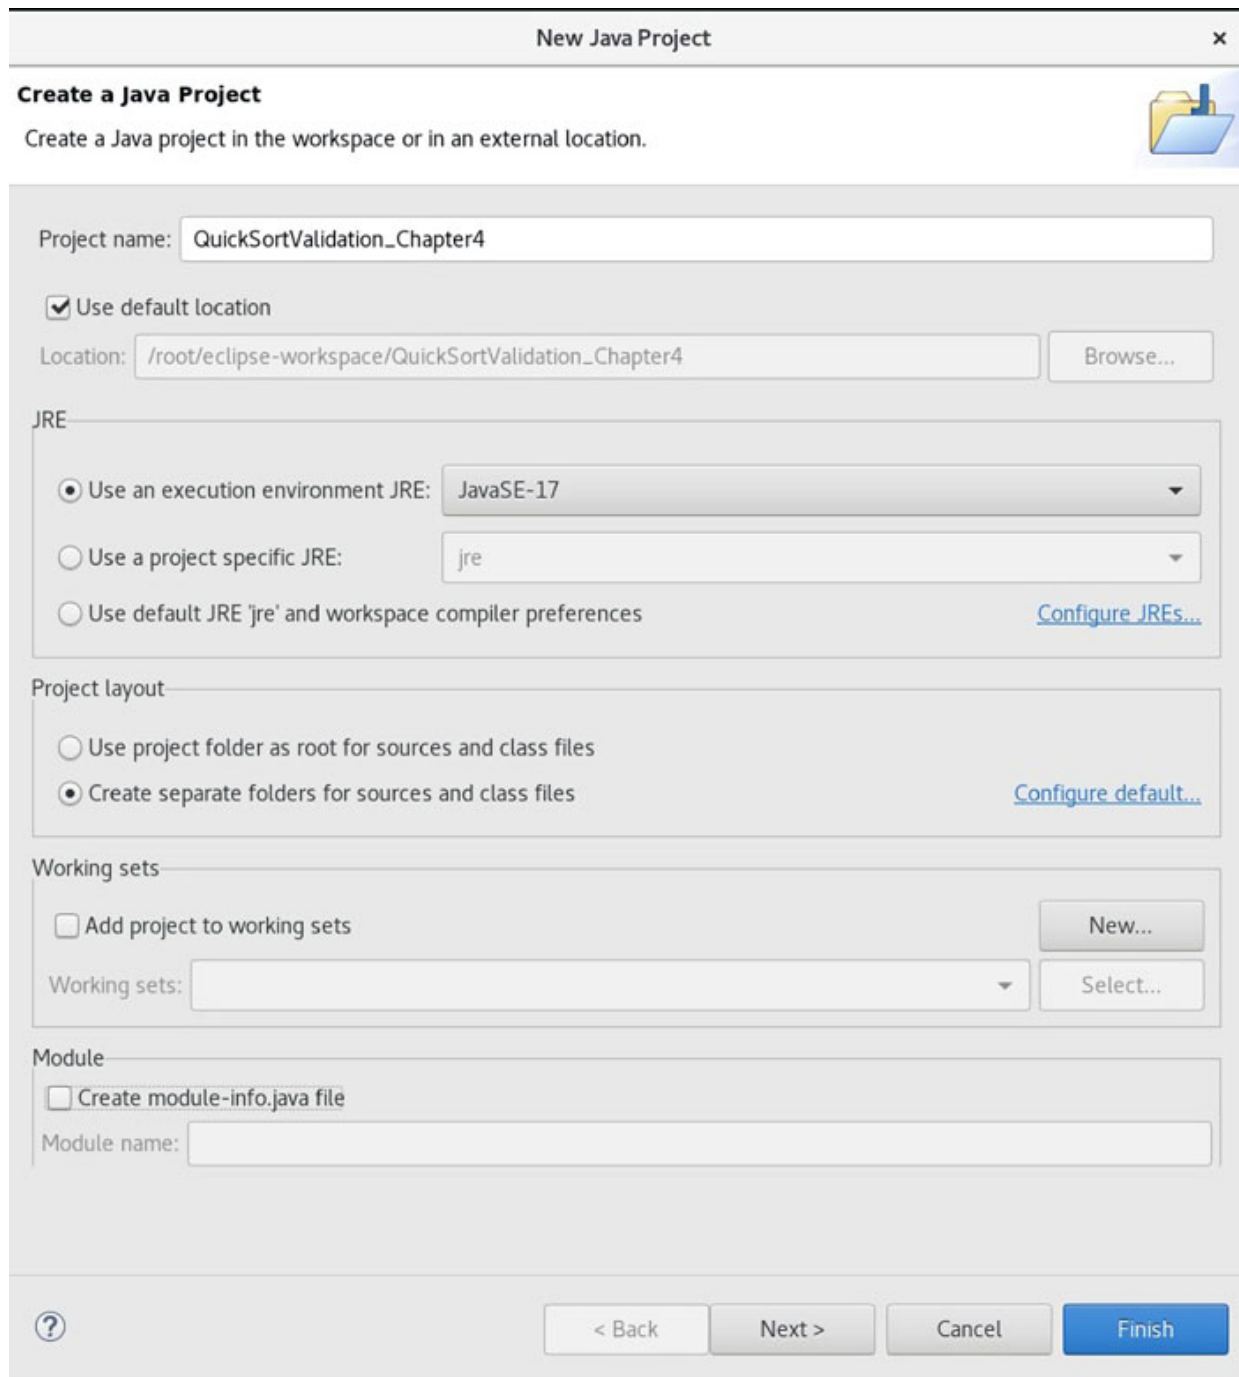 New Java Project ×
Create a Java Project
Create a Java project in the workspace or in an external location.
Project name: QuickSortValidation_Chapter4
Use default location
Location: /root/eclipse-workspace/QuickSortValidation_Chapter4 Browse...
JRE
Use an execution environment JRE: JavaSE-17
Use a project specific JRE: jre
Use default JRE 'jre' and workspace compiler preferences Configure JREs...
Project layout
Use project folder as root for sources and class files
Create separate folders for sources and class files Configure default...
Working sets
Add project to working sets New...
Working sets: Select...
Module
Create module-info.java file
Module name:
? < Back Next > Cancel Finish